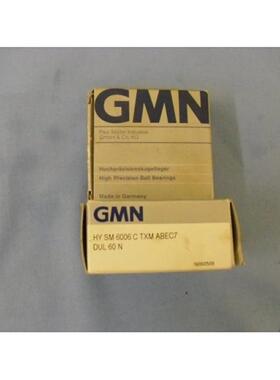 GMN
Paul Müller Industrie
GmbH & Co. KG
Hochpräzisionskugellager
High Precision Ball Bearings
Made in Germany
GMN
HY SM 6006 C TXM ABEC7
DUL 60 N